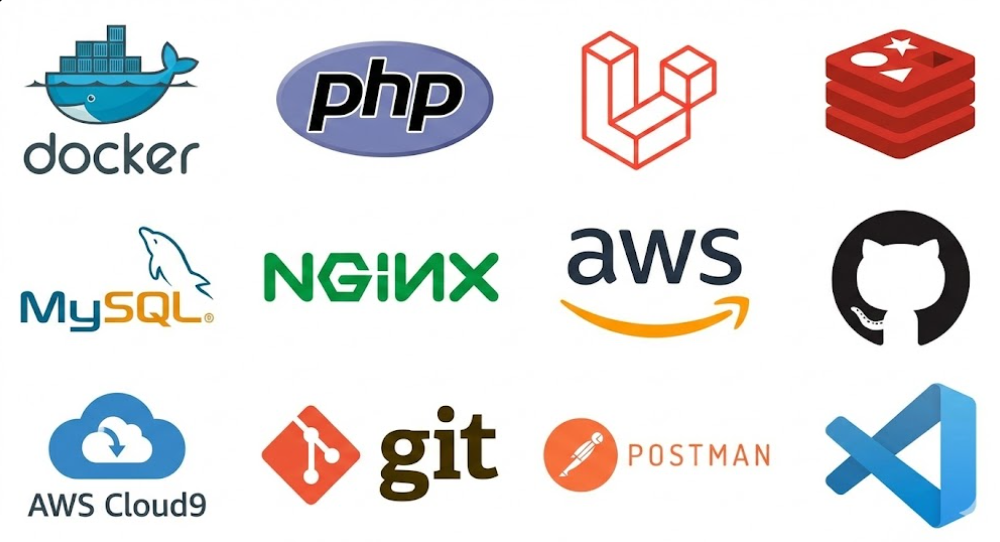 docker
php
MySQL®
NGiNX
aws
AWS Cloud9
git
POSTMAN